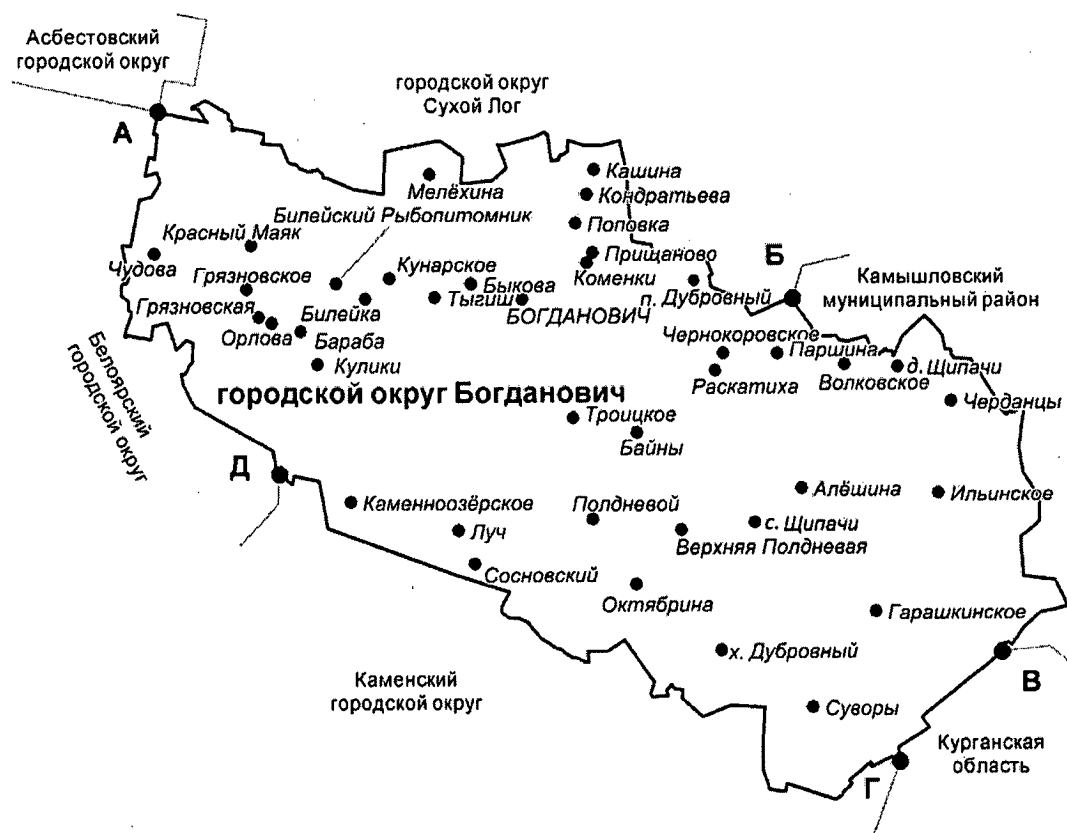 Асбестовский
городской округ
городской округ
Сухой Лог
А
Кашина
Мелёхина
Кондратьева
Билейский Рыбопитомник
Поповка
Красный Маяк
Прищаново
Б
Чудова
Кунарское
Коменки
Камышловский
муниципальный район
Грязновское
Быкова
п. Дубровный
Грязновская
Билейка
Тыгиш
БОГДАНОВИЧ
Орлова
Бараба
Чернокоровское
Паршина
Кулики
Раскатиха
Волковское
д. Щипачи
Белоярский
городской округ
городской округ Богданович
Черданцы
Троицкое
Байны
Д
Каменноозёрское
Полдневой
Алёшина
Ильинское
Луч
с. Щипачи
Верхняя Полдневая
Сосновский
Октябрина
Гарашкинское
х. Дубровный
В
Каменский
городской округ
Суворы
Курганская
область
Г